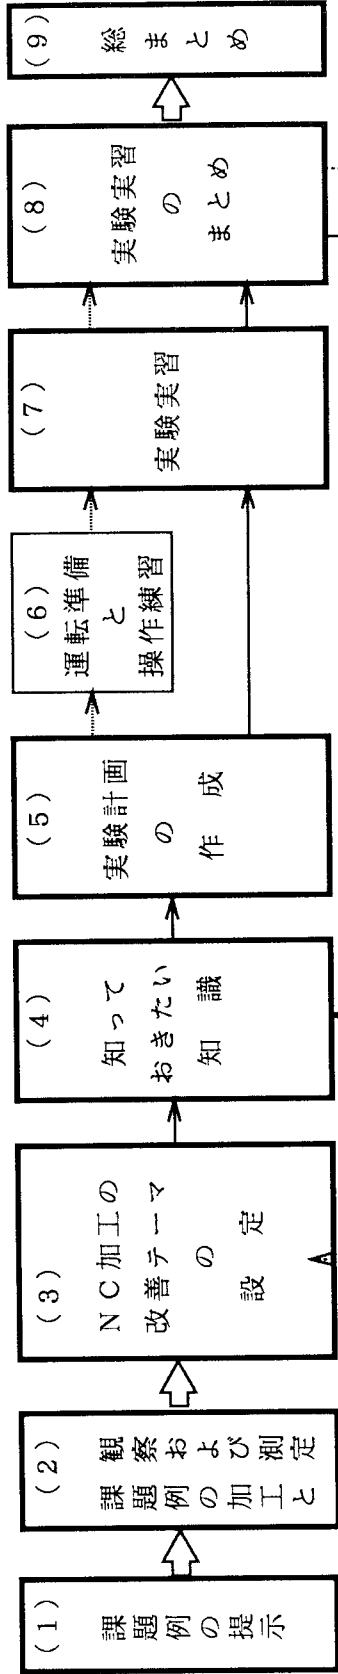 (1)
課題例の提示
(2)
課題例の加工と
観察および測定
(3)
NC加工の
改善テーマ
の
設定
(4)
知って
おきたい
知識
(5)
実験計画
の
作成
(6)
運転準備
と
操作練習
(7)
実験実習
(8)
実験実習
の
まとめ
(9)
総まとめ